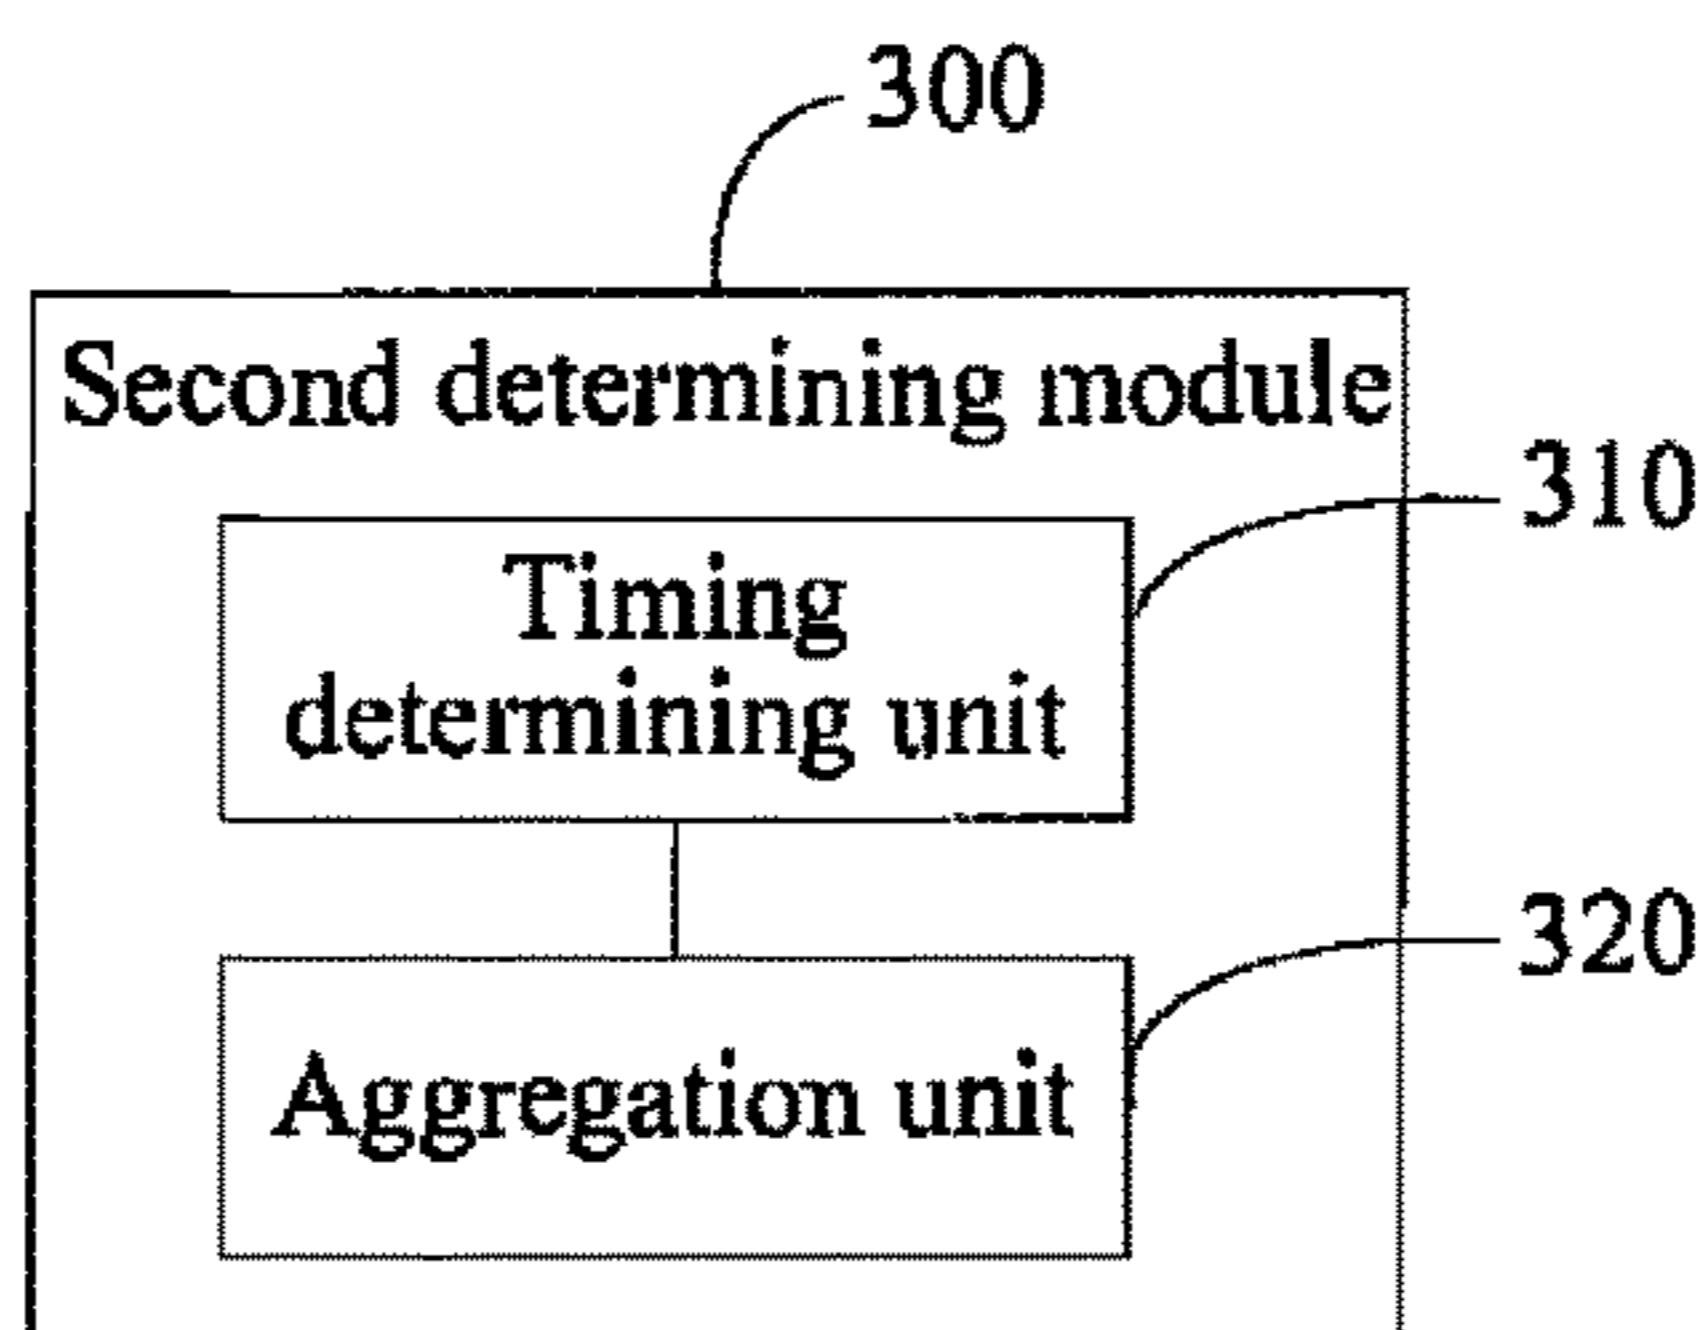 300
Second determining module
310
Timing
determining unit
320
Aggregation unit